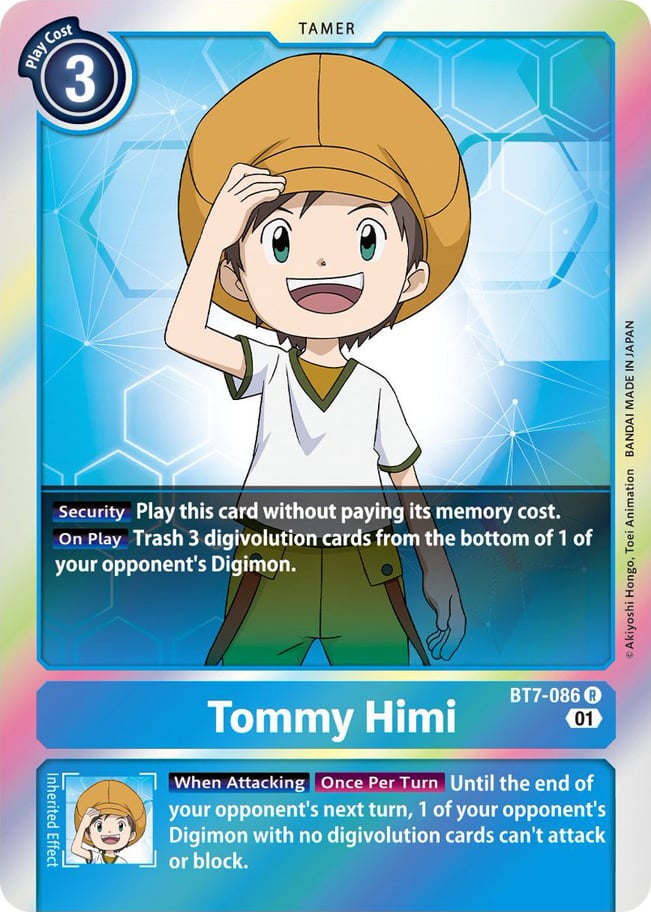 TAMER
Play Cost
3
Security Play this card without paying its memory cost.
On Play Trash 3 digivolution cards from the bottom of 1 of
your opponent's Digimon.
© Akiyoshi Hongo, Toei Animation BANDAI MADE IN JAPAN
BT7-086 R
Tommy Himi
01
Inherited Effect
When Attacking Once Per Turn Until the end of
your opponent's next turn, 1 of your opponent's
Digimon with no digivolution cards can't attack
or block.